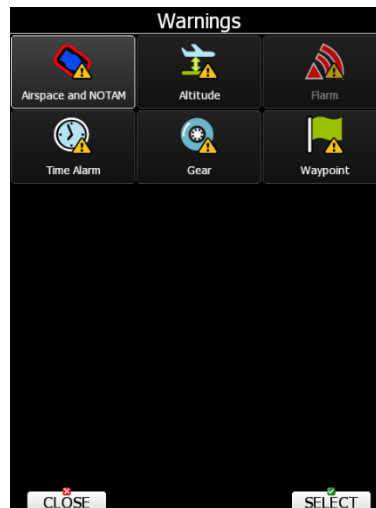 Warnings
Airspace and NOTAM
Altitude
Flarm
Time Alarm
Gear
Waypoint
CLOSE
SELECT